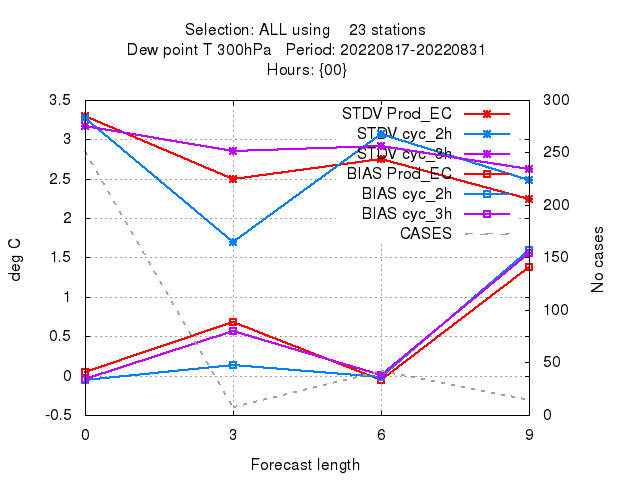 Selection: ALL using 23 stations
Dew point T 300hPa Period: 20220817-20220831
Hours: {00}
3.5
3
2.5
2
1.5
1
0.5
0
-0.5
300
250
200
150
100
50
0
STDV Prod_EC
STDV cyc_2h
STDV cyc_3h
BIAS Prod_EC
BIAS cyc_2h
BIAS cyc_3h
CASES
deg C
No cases
0 3 6 9
Forecast length